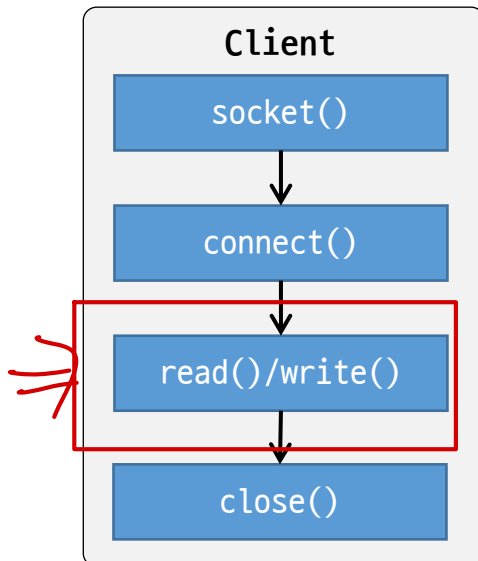 Client
socket()
connect()
read()/write()
close()